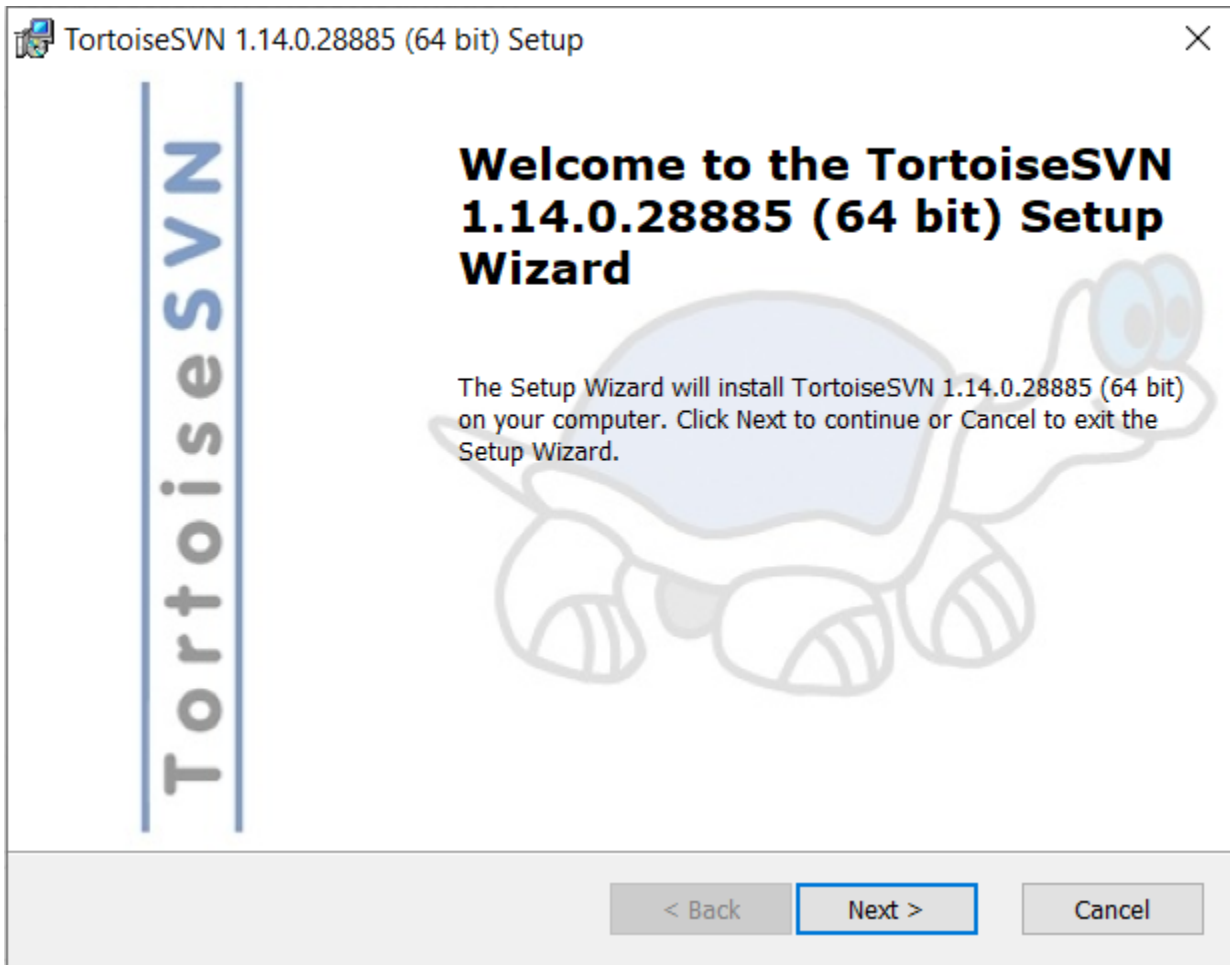 TortoiseSVN 1.14.0.28885 (64 bit) Setup
TortoiseSVN
Welcome to the TortoiseSVN
1.14.0.28885 (64 bit) Setup
Wizard
The Setup Wizard will install TortoiseSVN 1.14.0.28885 (64 bit)
on your computer. Click Next to continue or Cancel to exit the
Setup Wizard.
< Back
Next >
Cancel